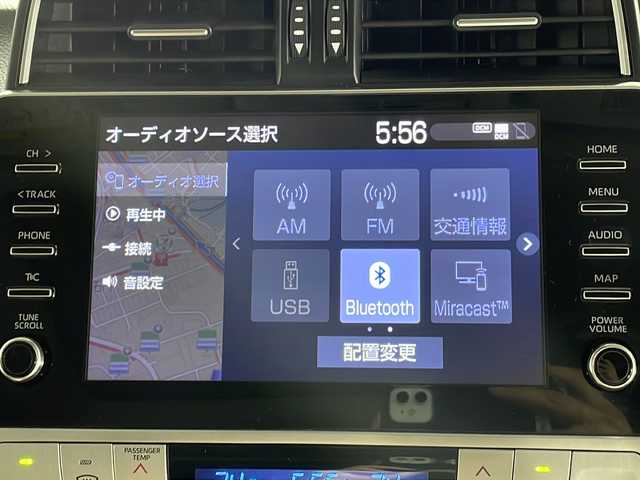 オーディオソース選択 5:56 DCM DCM
オーディオ選択
再生中
接続
音設定
AM FM 交通情報
USB Bluetooth Miracast™
配置変更
CH >
< TRACK
PHONE
T/C
TUNE SCROLL
HOME
MENU
AUDIO
MAP
POWER VOLUME
PASSENGER TEMP